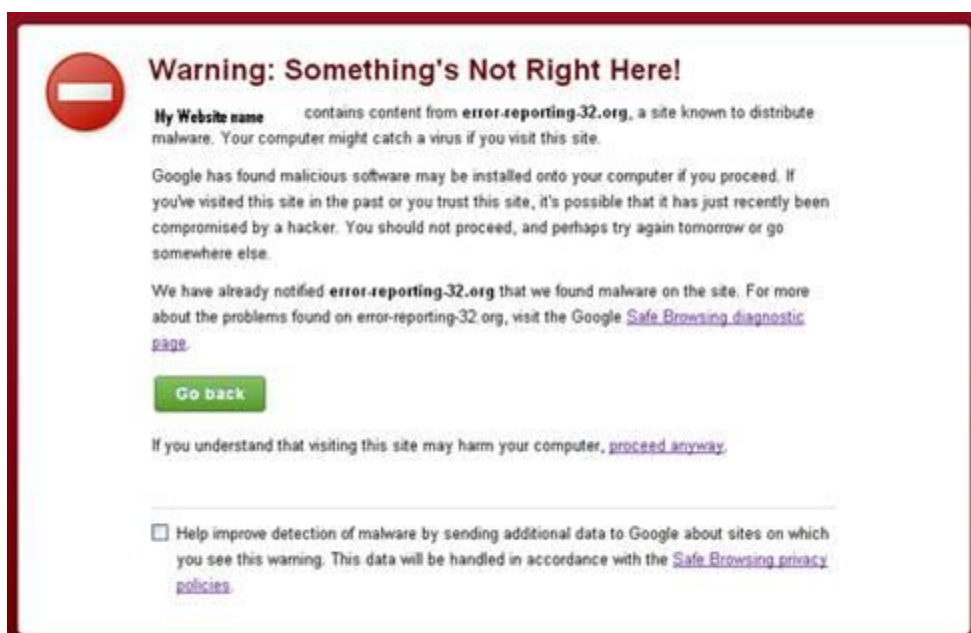 Warning: Something's Not Right Here!
My Website name contains content from error-reporting-32.org, a site known to distribute
malware. Your computer might catch a virus if you visit this site.
Google has found malicious software may be installed onto your computer if you proceed. If
you've visited this site in the past or you trust this site, it's possible that it has just recently been
compromised by a hacker. You should not proceed, and perhaps try again tomorrow or go
somewhere else.
We have already notified error-reporting-32.org that we found malware on the site. For more
about the problems found on error-reporting-32 org, visit the Google Safe Browsing diagnostic
page.
Go back
If you understand that visiting this site may harm your computer, proceed anyway.
Help improve detection of malware by sending additional data to Google about sites on which
you see this warning. This data will be handled in accordance with the Safe Browsing privacy
policies.